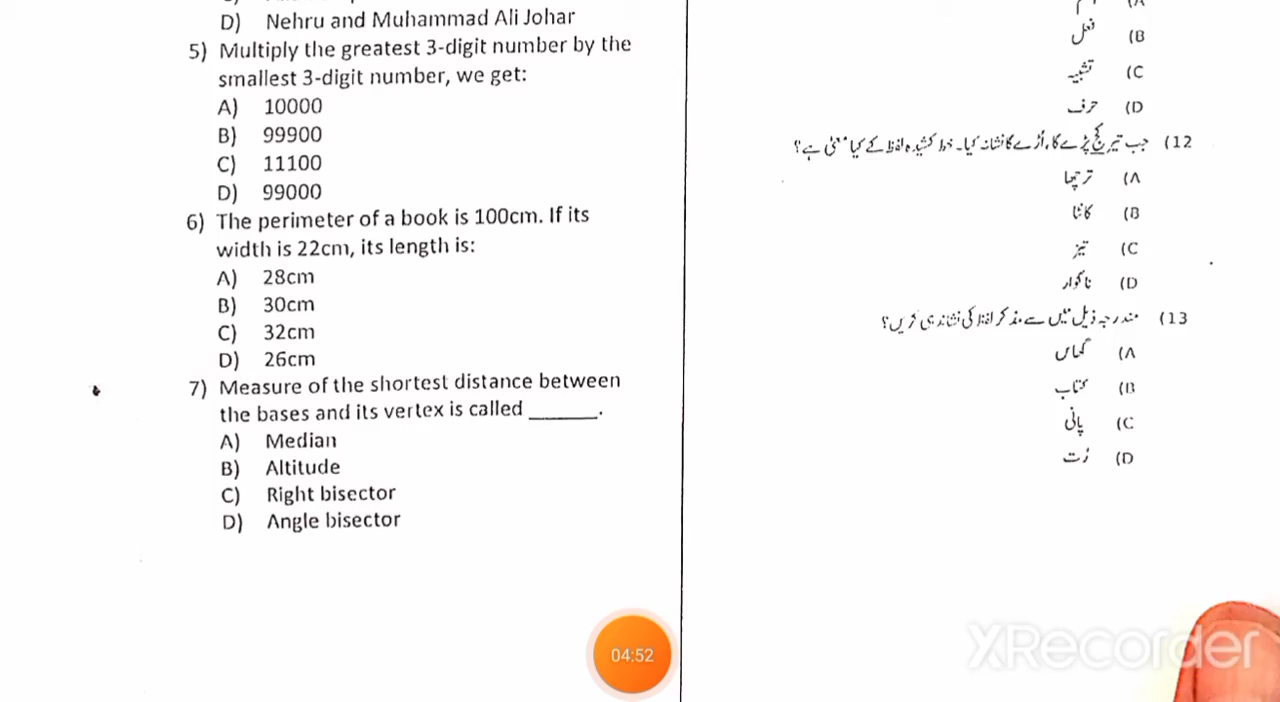 D) Nehru and Muhammad Ali Johar
5) Multiply the greatest 3-digit number by the
smallest 3-digit number, we get:
A) 10000
B) 99900
C) 11100
D) 99000
6) The perimeter of a book is 100cm. If its
width is 22cm, its length is:
A) 28cm
B) 30cm
C) 32cm
D) 26cm
7) Measure of the shortest distance between
the bases and its vertex is called ______.
A) Median
B) Altitude
C) Right bisector
D) Angle bisector
(A
(B فعل
(C تشبیہ
(D حرف
(12 جب تیر کج پڑے گا، اُڑے گا نشانہ کیا۔ خط کشیدہ لفظ کے کیا معنیٰ ہے؟
(A ترچھا
(B کانٹا
(C تیز
(D ناگوار
(13 مندرجہ ذیل میں سے مذکر لفظ کی نشاندہی کریں؟
(A گماں
(B کتاب
(C پانی
(D رُت
04:52
XRecorder